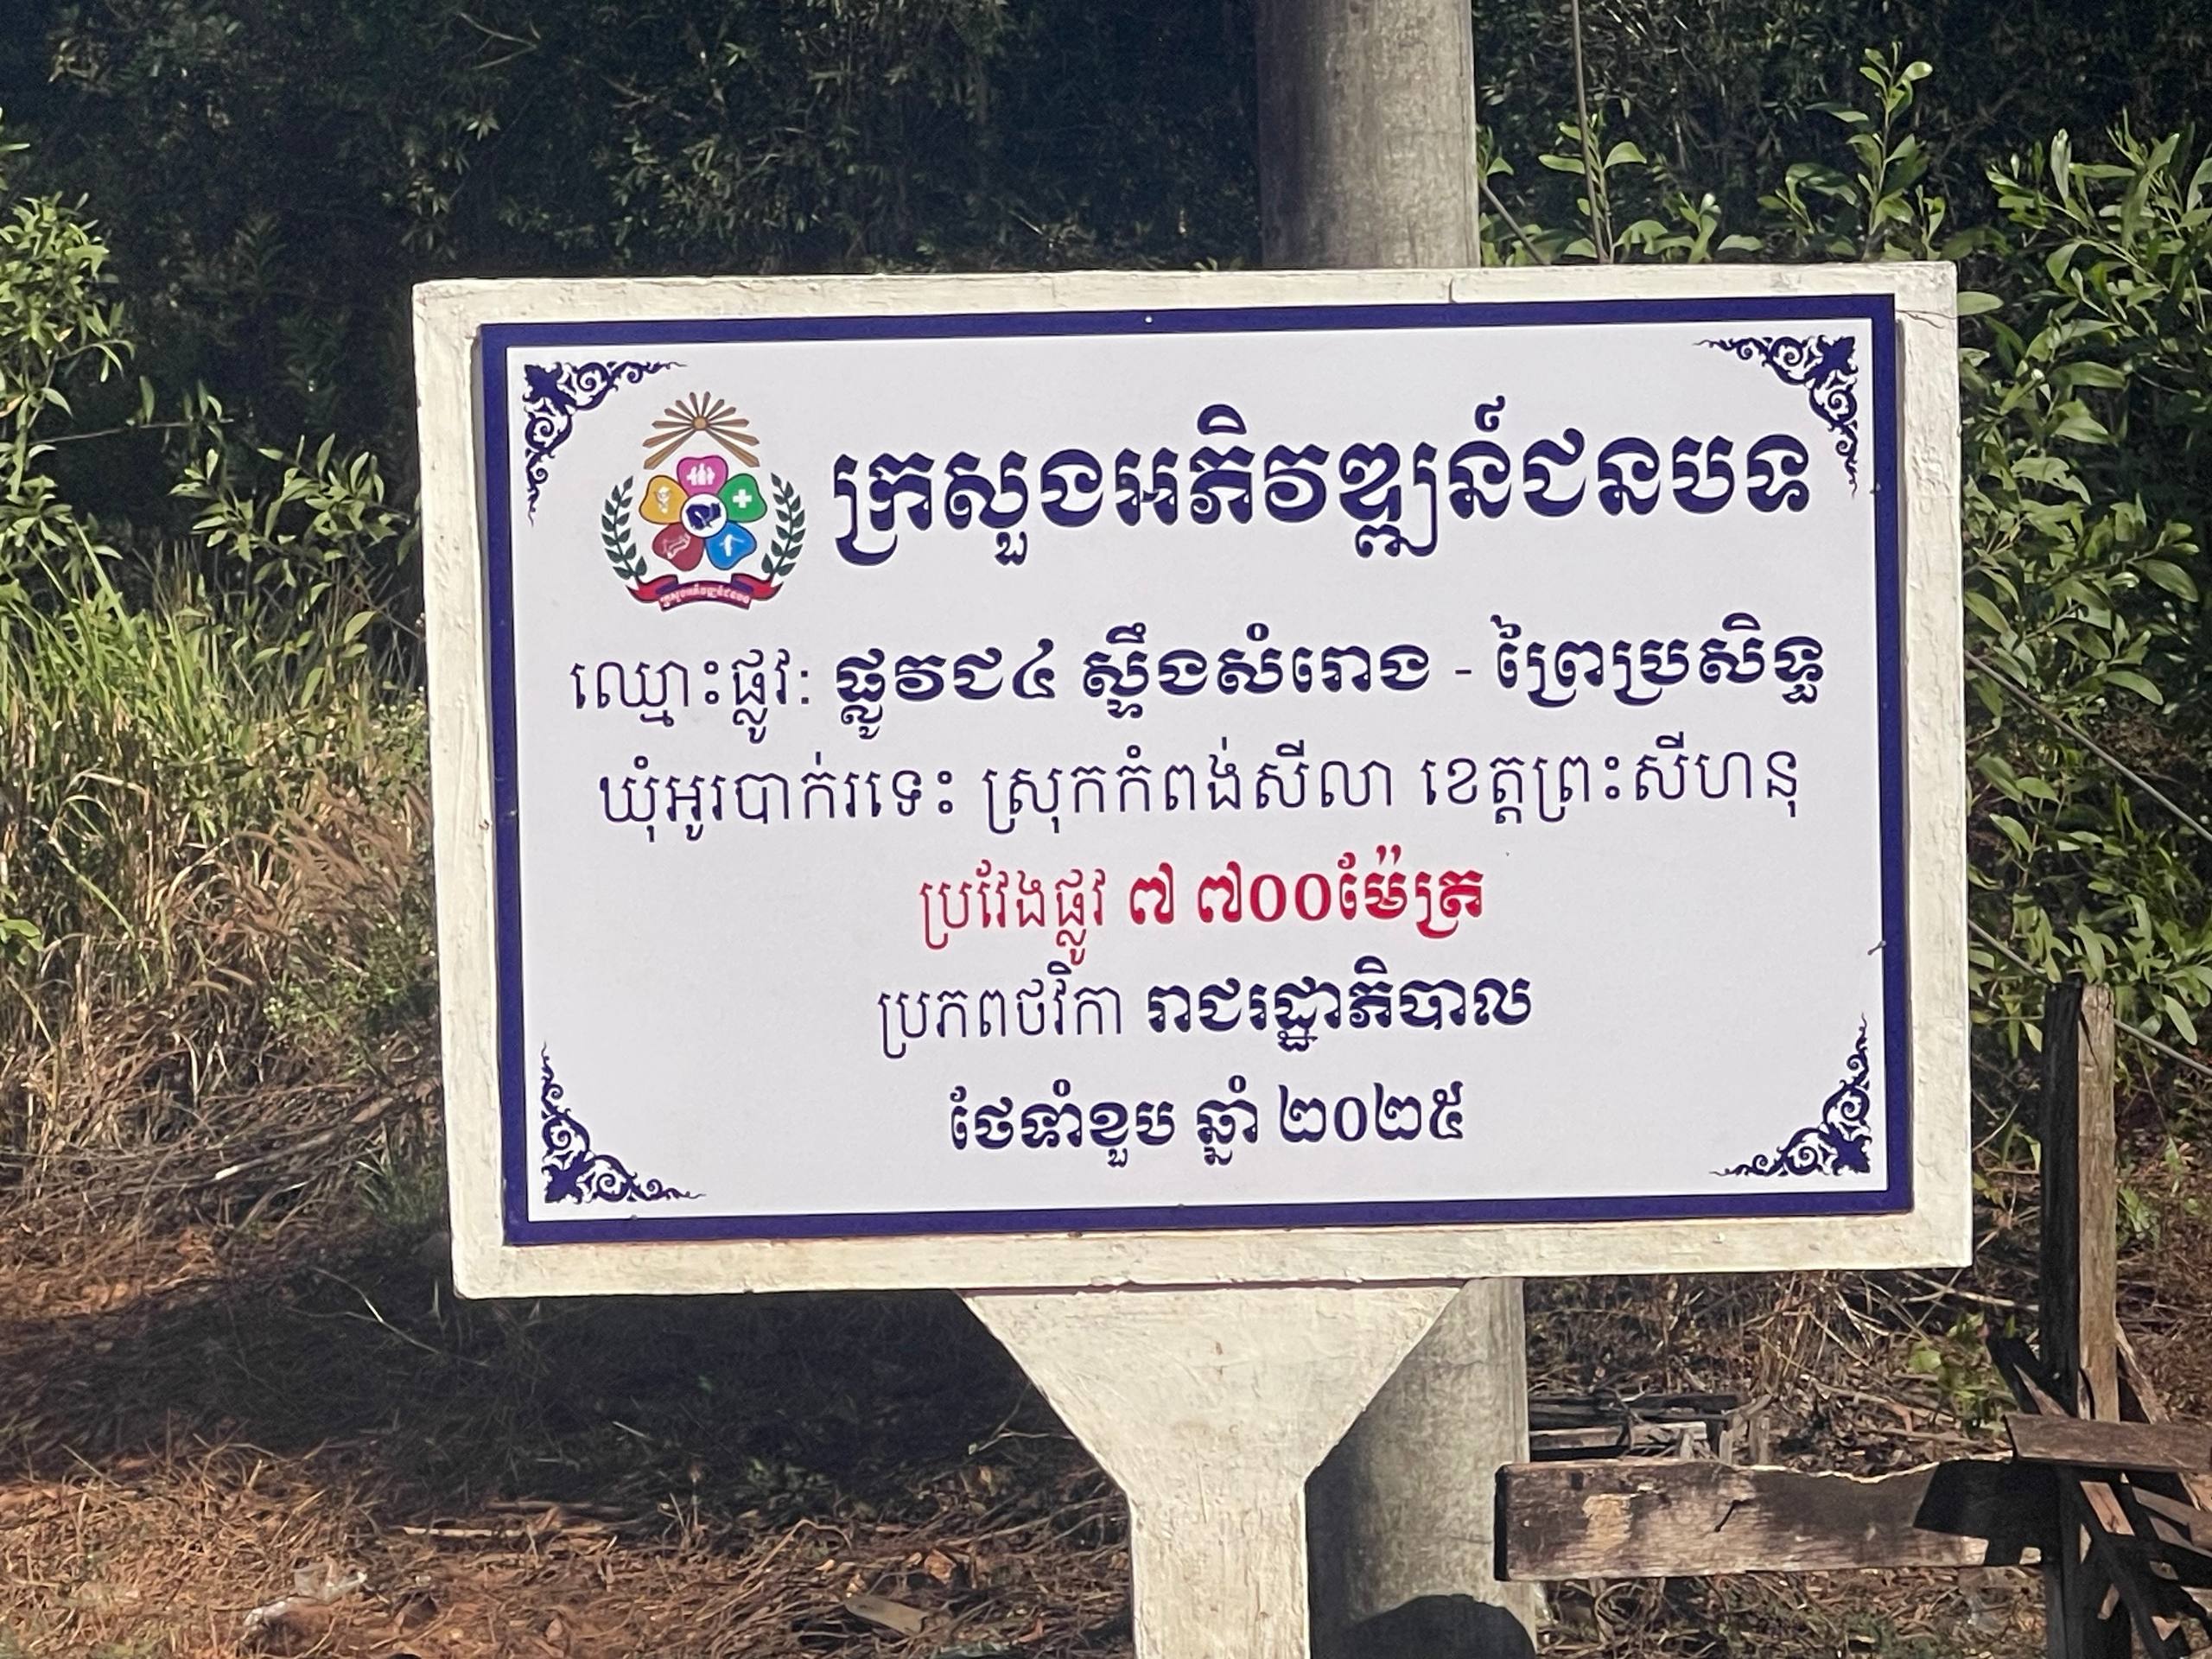 ក្រសួងអភិវឌ្ឍន៍ជនបទ
ឈ្មោះផ្លូវ: ផ្លូវជ៤ ស្ទឹងសំរោង - ព្រៃប្រសិទ្ធ
ឃុំអូរបាក់រទេះ ស្រុកកំពង់សីលា ខេត្តព្រះសីហនុ
ប្រវែងផ្លូវ ៧ ៧០០ម៉ែត្រ
ប្រភពថវិកា រាជរដ្ឋាភិបាល
ថែទាំខួប ឆ្នាំ ២០២៥